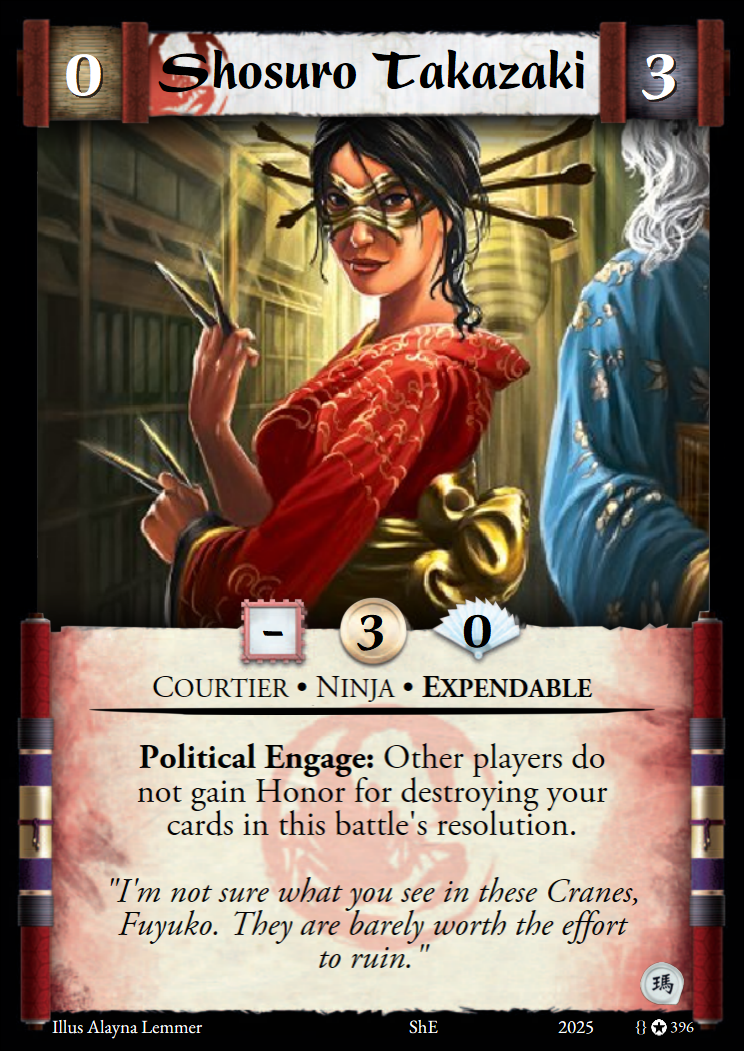 0 Shosuro Takazaki 3
- 3 0
COURTIER • NINJA • EXPENDABLE
Political Engage: Other players do
not gain Honor for destroying your
cards in this battle's resolution.
"I'm not sure what you see in these Cranes,
Fuyuko. They are barely worth the effort
to ruin."
瑪
Illus Alayna Lemmer ShE 2025 {} ✪ 396